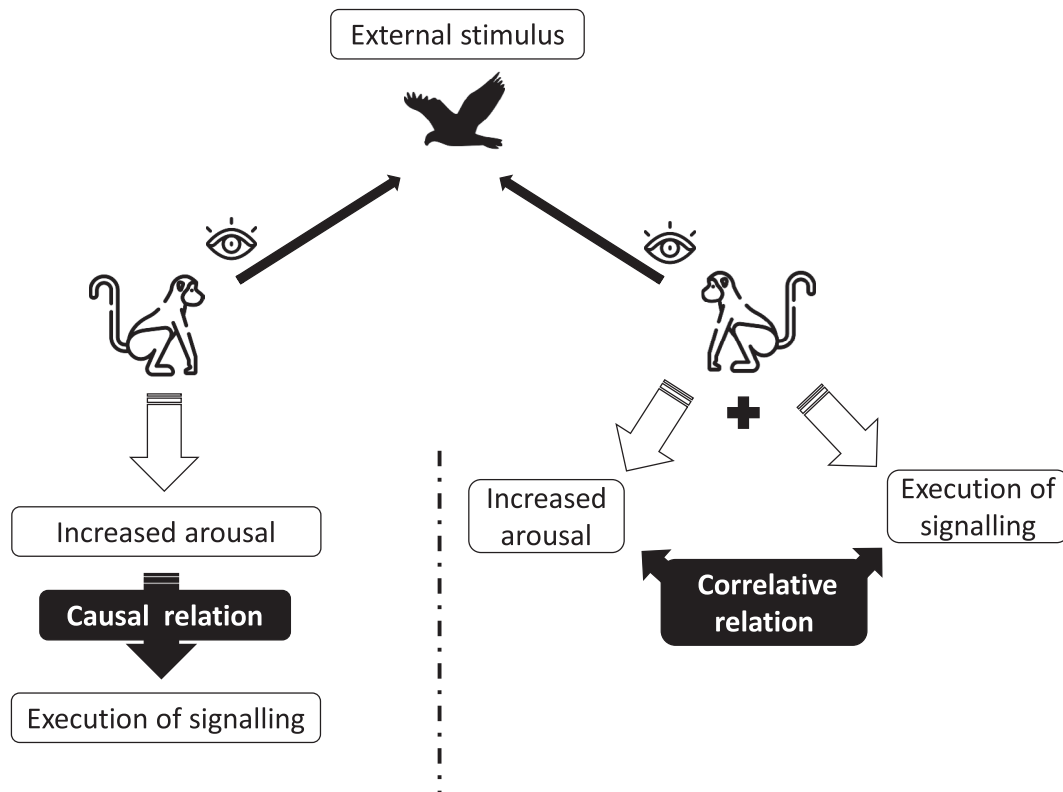 External stimulus
Increased arousal
Causal relation
Execution of signalling
Increased
arousal
Execution of
signalling
Correlative
relation